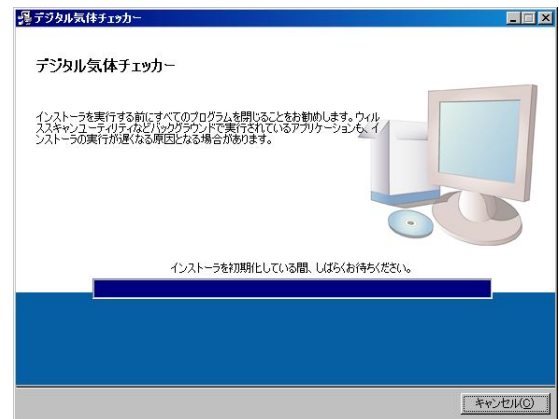 デジタル気体チェッカー
デジタル気体チェッカー
インストーラを実行する前にすべてのプログラムを閉じることをお勧めします。ウィル
ススキャンユーティリティなどバックグラウンドで実行されているアプリケーションも、イ
ンストーラの実行が遅くなる原因となる場合があります。
インストーラを初期化している間、しばらくお待ちください。
キャンセル(C)